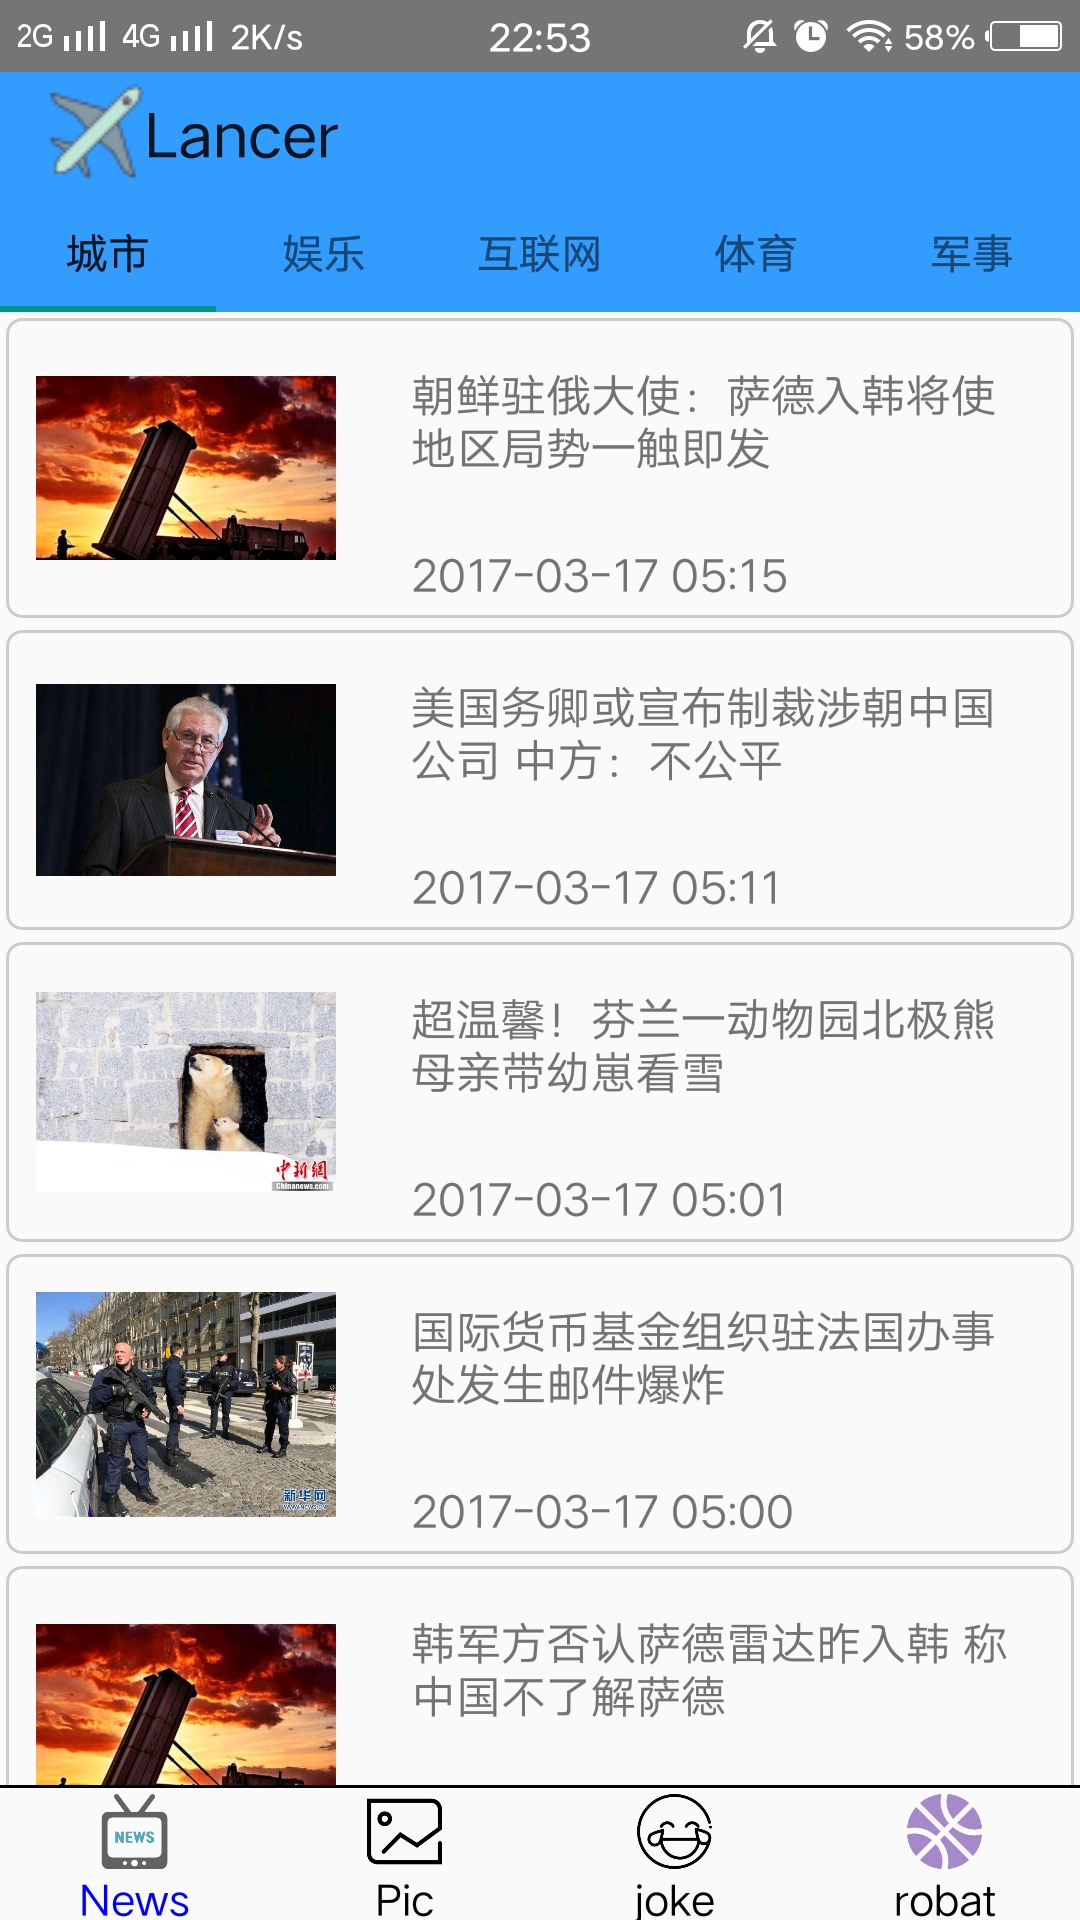 2G 4G 2K/s 22:53 58%
Lancer
城市 娱乐 互联网 体育 军事
朝鲜驻俄大使：萨德入韩将使
地区局势一触即发
2017-03-17 05:15
美国务卿或宣布制裁涉朝中国
公司 中方：不公平
2017-03-17 05:11
超温馨！芬兰一动物园北极熊
母亲带幼崽看雪
中新網
Chinanews.com
2017-03-17 05:01
国际货币基金组织驻法国办事
处发生邮件爆炸
新华网
2017-03-17 05:00
韩军方否认萨德雷达昨入韩 称
中国不了解萨德
NEWS
News Pic joke robat